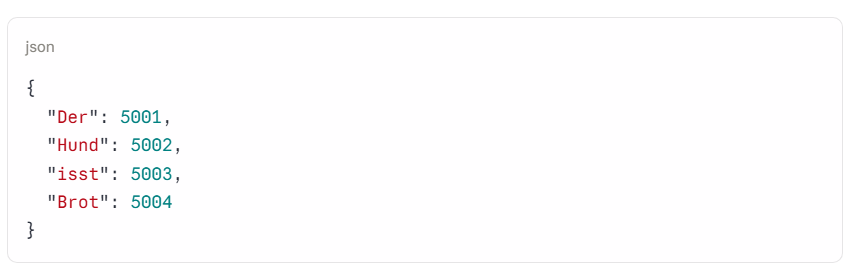 json
{
"Der": 5001,
"Hund": 5002,
"isst": 5003,
"Brot": 5004
}